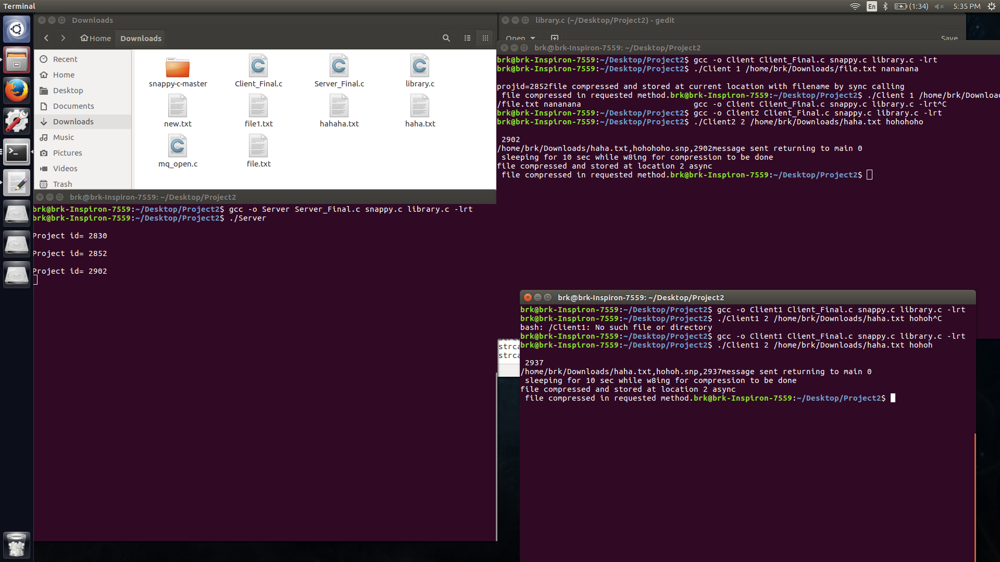 Terminal
En
(1:34)
5:35 PM
Downloads
Home
Downloads
Recent
Home
Desktop
Documents
Downloads
Music
Pictures
Videos
Trash
snappy-c-master
Client_Final.c
Server_Final.c
library.c
new.txt
file1.txt
hahaha.txt
haha.txt
mq_open.c
file.txt
library.c (~/Desktop/Project2) - gedit
Open
Save
brk@brk-Inspiron-7559: ~/Desktop/Project2
brk@brk-Inspiron-7559:~/Desktop/Project2$ gcc -o Client Client_Final.c snappy.c library.c -lrt
brk@brk-Inspiron-7559:~/Desktop/Project2$ ./Client 1 /home/brk/Downloads/file.txt nananana
projid=2852file compressed and stored at current location with filename by sync calling
file compressed in requested method.brk@brk-Inspiron-7559:~/Desktop/Project2$ ./Client 1 /home/brk/Downloads
/file.txt nananana gcc -o Client Client_Final.c snappy.c library.c -lrt^C
brk@brk-Inspiron-7559:~/Desktop/Project2$ gcc -o Client2 Client_Final.c snappy.c library.c -lrt
brk@brk-Inspiron-7559:~/Desktop/Project2$ ./Client2 2 /home/brk/Downloads/haha.txt hohohoho
2902
/home/brk/Downloads/haha.txt,hohohoho.snp,2902message sent returning to main 0
sleeping for 10 sec while w8ing for compression to be done
file compressed and stored at location 2 async
file compressed in requested method.brk@brk-Inspiron-7559:~/Desktop/Project2$
brk@brk-Inspiron-7559: ~/Desktop/Project2
brk@brk-Inspiron-7559:~/Desktop/Project2$ gcc -o Server Server_Final.c snappy.c library.c -lrt
brk@brk-Inspiron-7559:~/Desktop/Project2$ ./Server
Project id= 2830
Project id= 2852
Project id= 2902
strca
strca
brk@brk-Inspiron-7559: ~/Desktop/Project2
brk@brk-Inspiron-7559:~/Desktop/Project2$ gcc -o Client1 Client_Final.c snappy.c library.c -lrt
brk@brk-Inspiron-7559:~/Desktop/Project2$ ./Client1 2 /home/brk/Downloads/haha.txt hohoh^C
bash: /Client1: No such file or directory
brk@brk-Inspiron-7559:~/Desktop/Project2$ gcc -o Client1 Client_Final.c snappy.c library.c -lrt
brk@brk-Inspiron-7559:~/Desktop/Project2$ ./Client1 2 /home/brk/Downloads/haha.txt hohoh
2937
/home/brk/Downloads/haha.txt,hohoh.snp,2937message sent returning to main 0
sleeping for 10 sec while w8ing for compression to be done
file compressed and stored at location 2 async
file compressed in requested method.brk@brk-Inspiron-7559:~/Desktop/Project2$